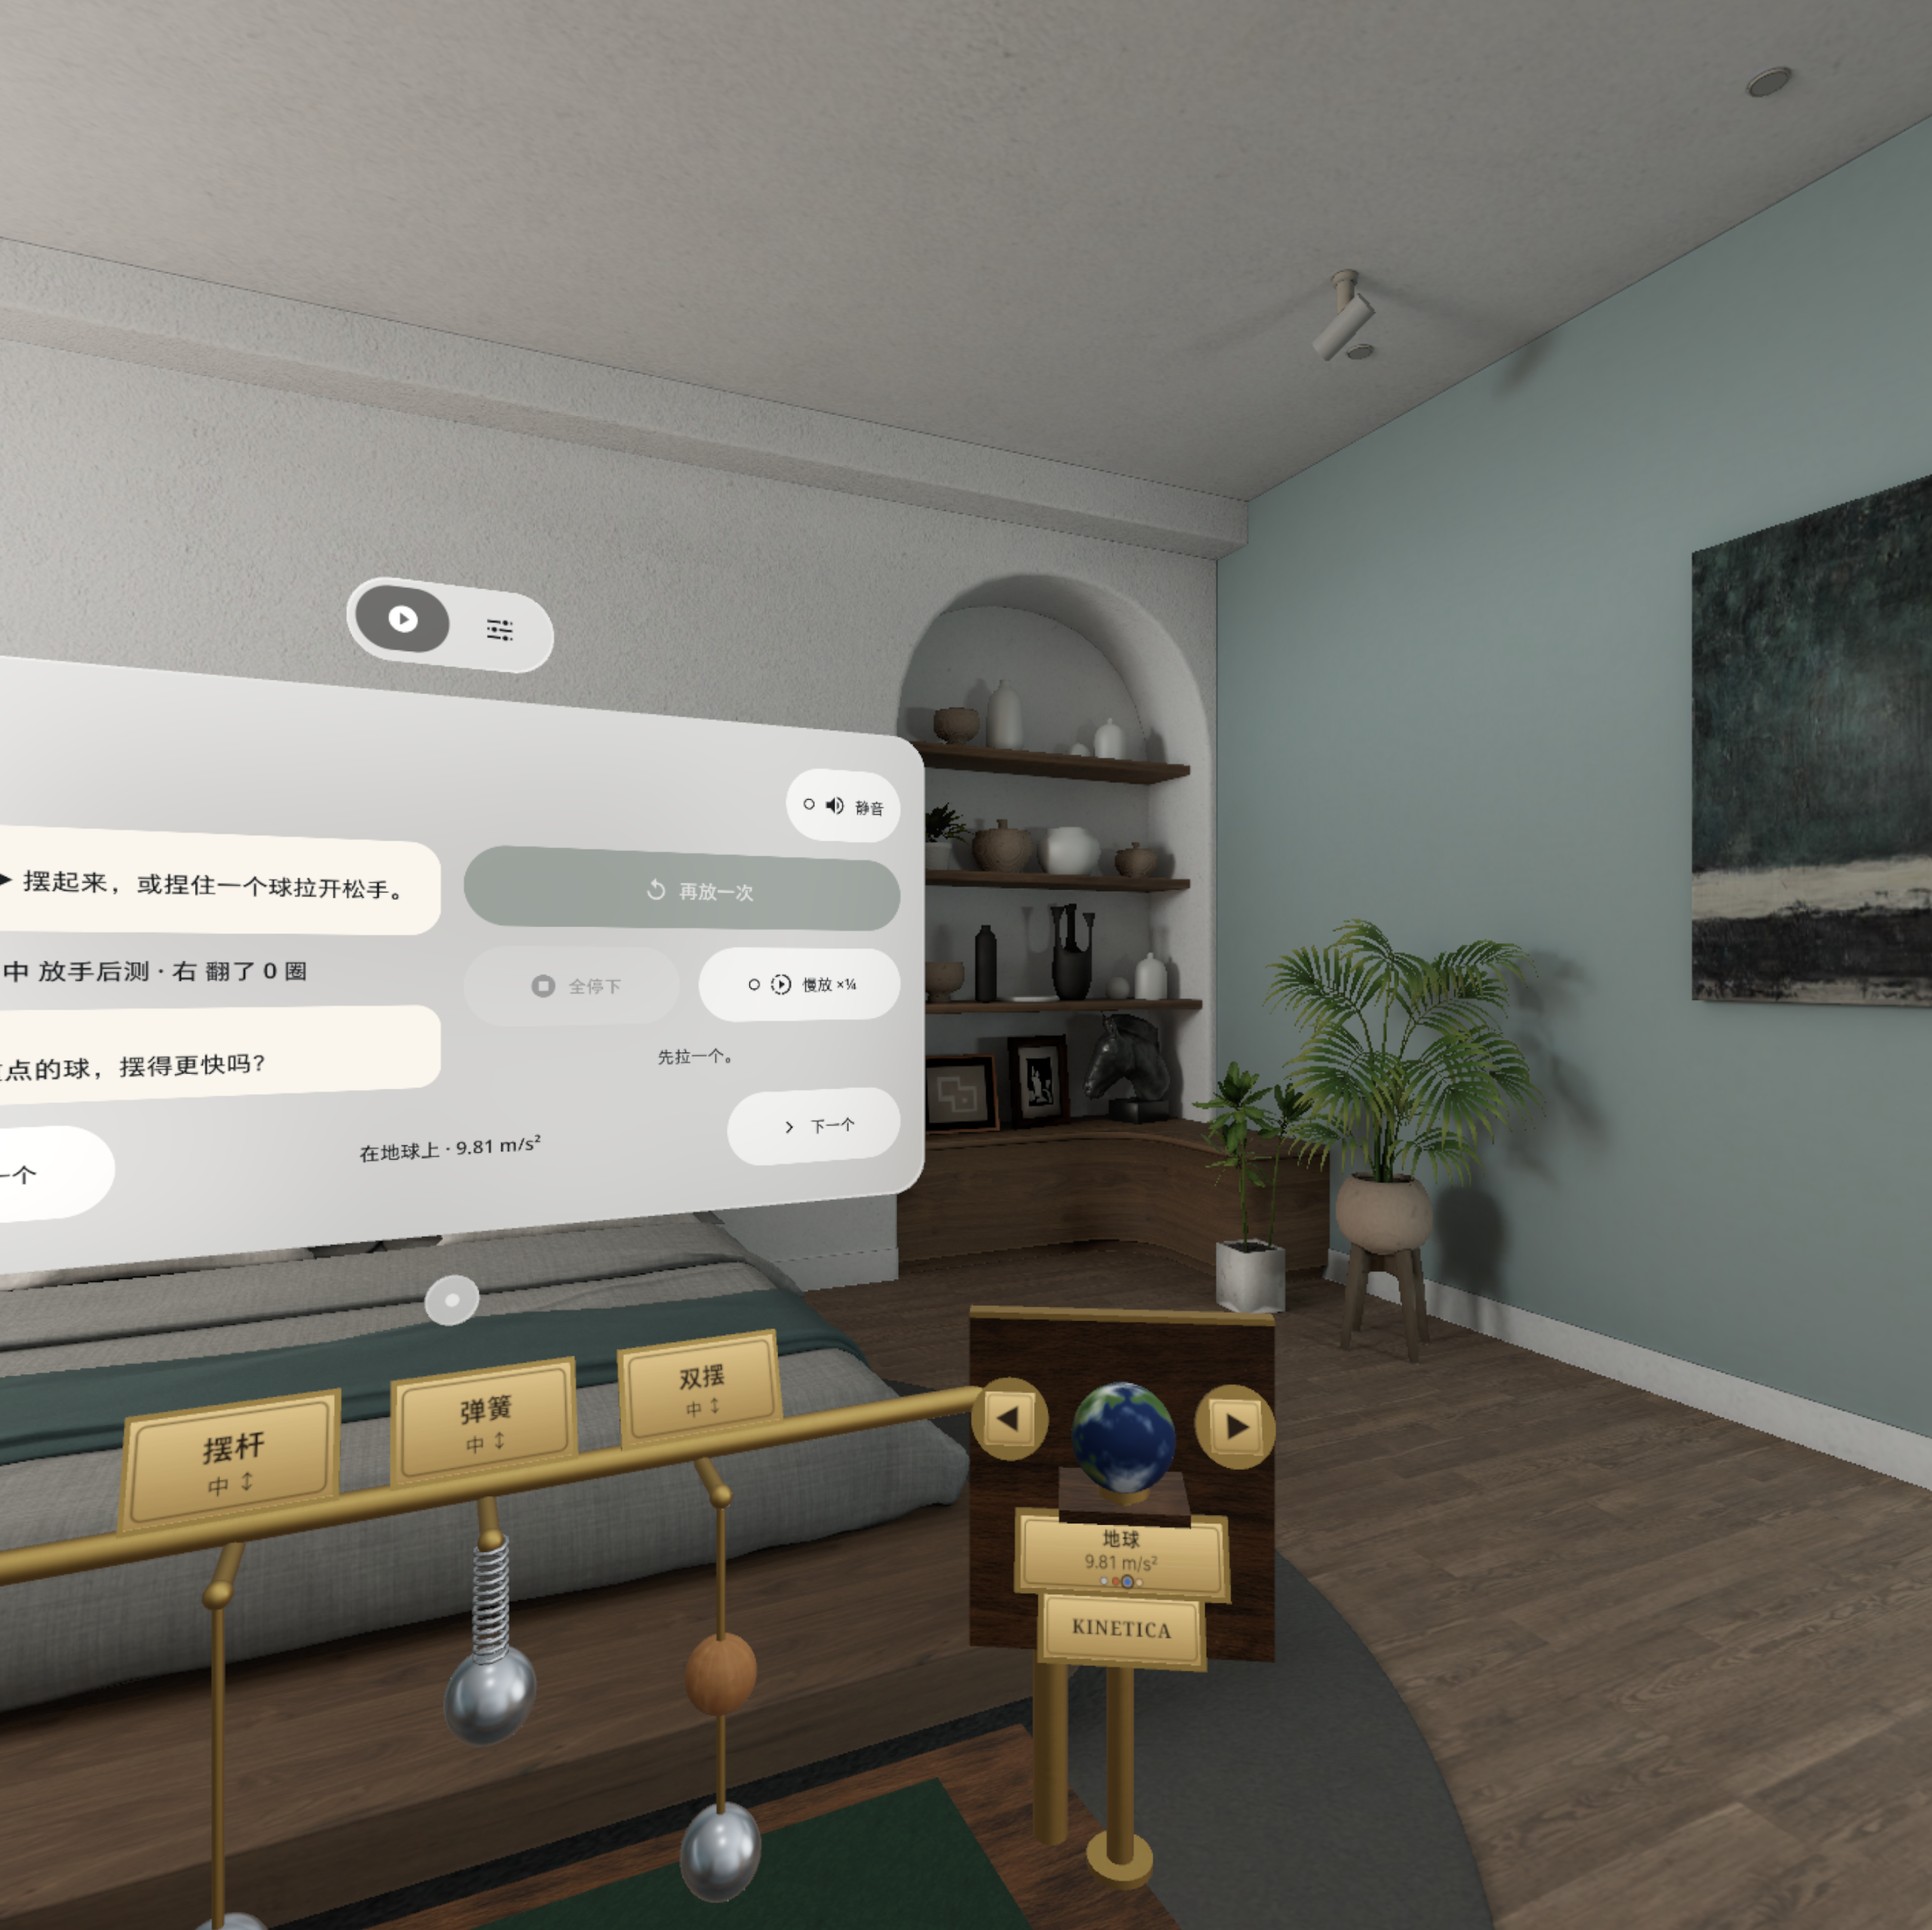 静音
摆起来，或捏住一个球拉开松手。
再放一次
中 放手后测 · 右 翻了 0 圈
全停下
慢放 ×¼
点的球，摆得更快吗？
先拉一个。
一个
在地球上 · 9.81 m/s²
下一个
摆杆
中 ↕
弹簧
中 ↕
双摆
中 ↕
地球
9.81 m/s²
KINETICA